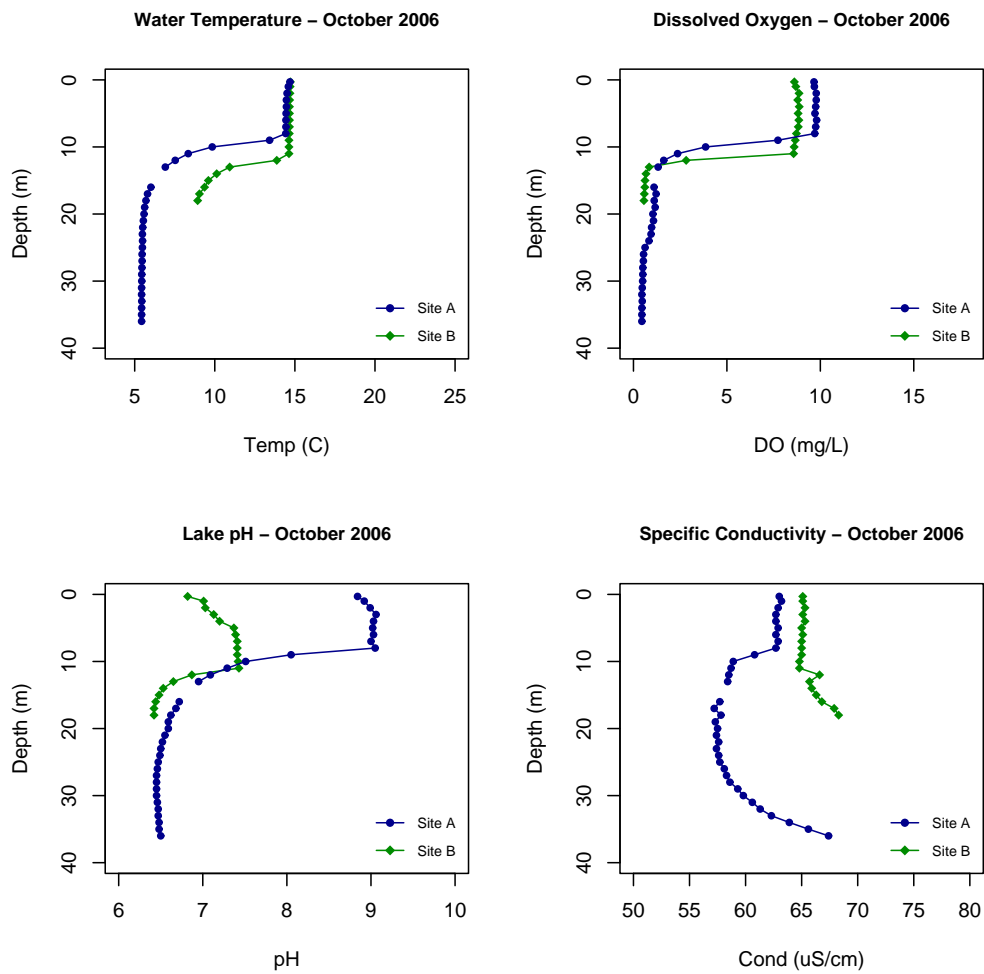 Water Temperature – October 2006
0
10
20
30
40
Depth (m)
Site A
Site B
5 10 15 20 25
Temp (C)
Dissolved Oxygen – October 2006
0
10
20
30
40
Depth (m)
Site A
Site B
0 5 10 15
DO (mg/L)
Lake pH – October 2006
0
10
20
30
40
Depth (m)
Site A
Site B
6 7 8 9 10
pH
Specific Conductivity – October 2006
0
10
20
30
40
Depth (m)
Site A
Site B
50 55 60 65 70 75 80
Cond (uS/cm)